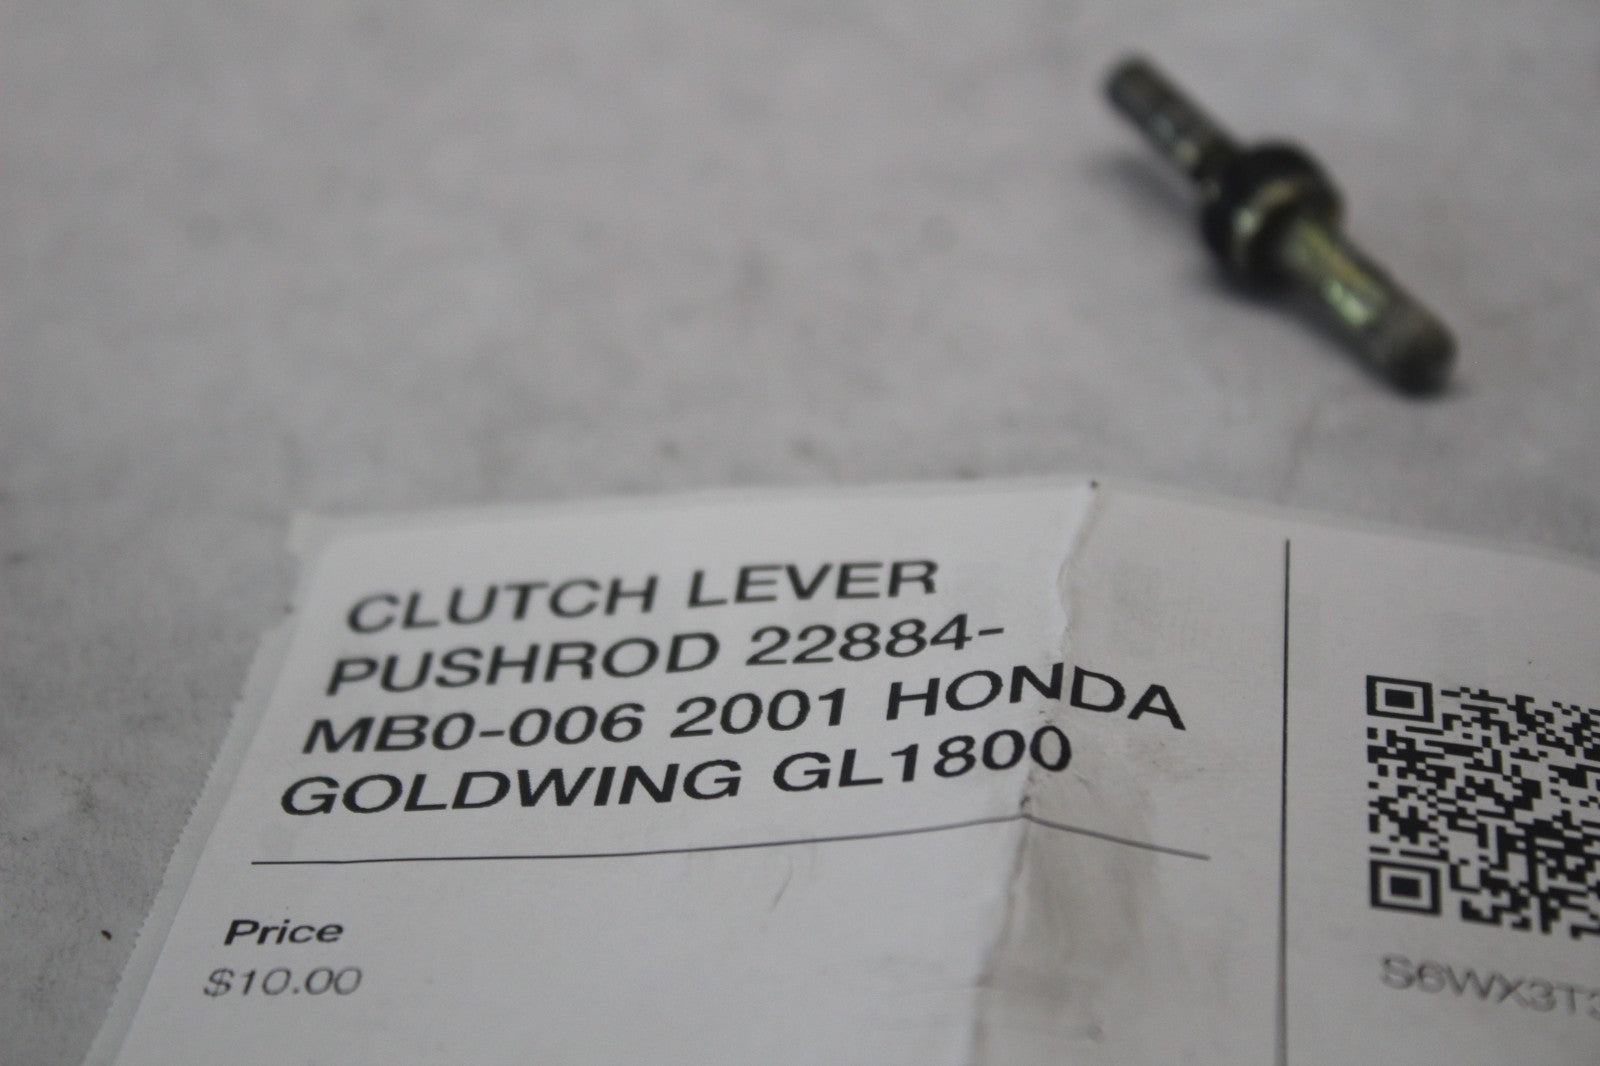 CLUTCH LEVER
PUSHROD 22884-
MB0-006 2001 HONDA
GOLDWING GL1800
Price
$10.00